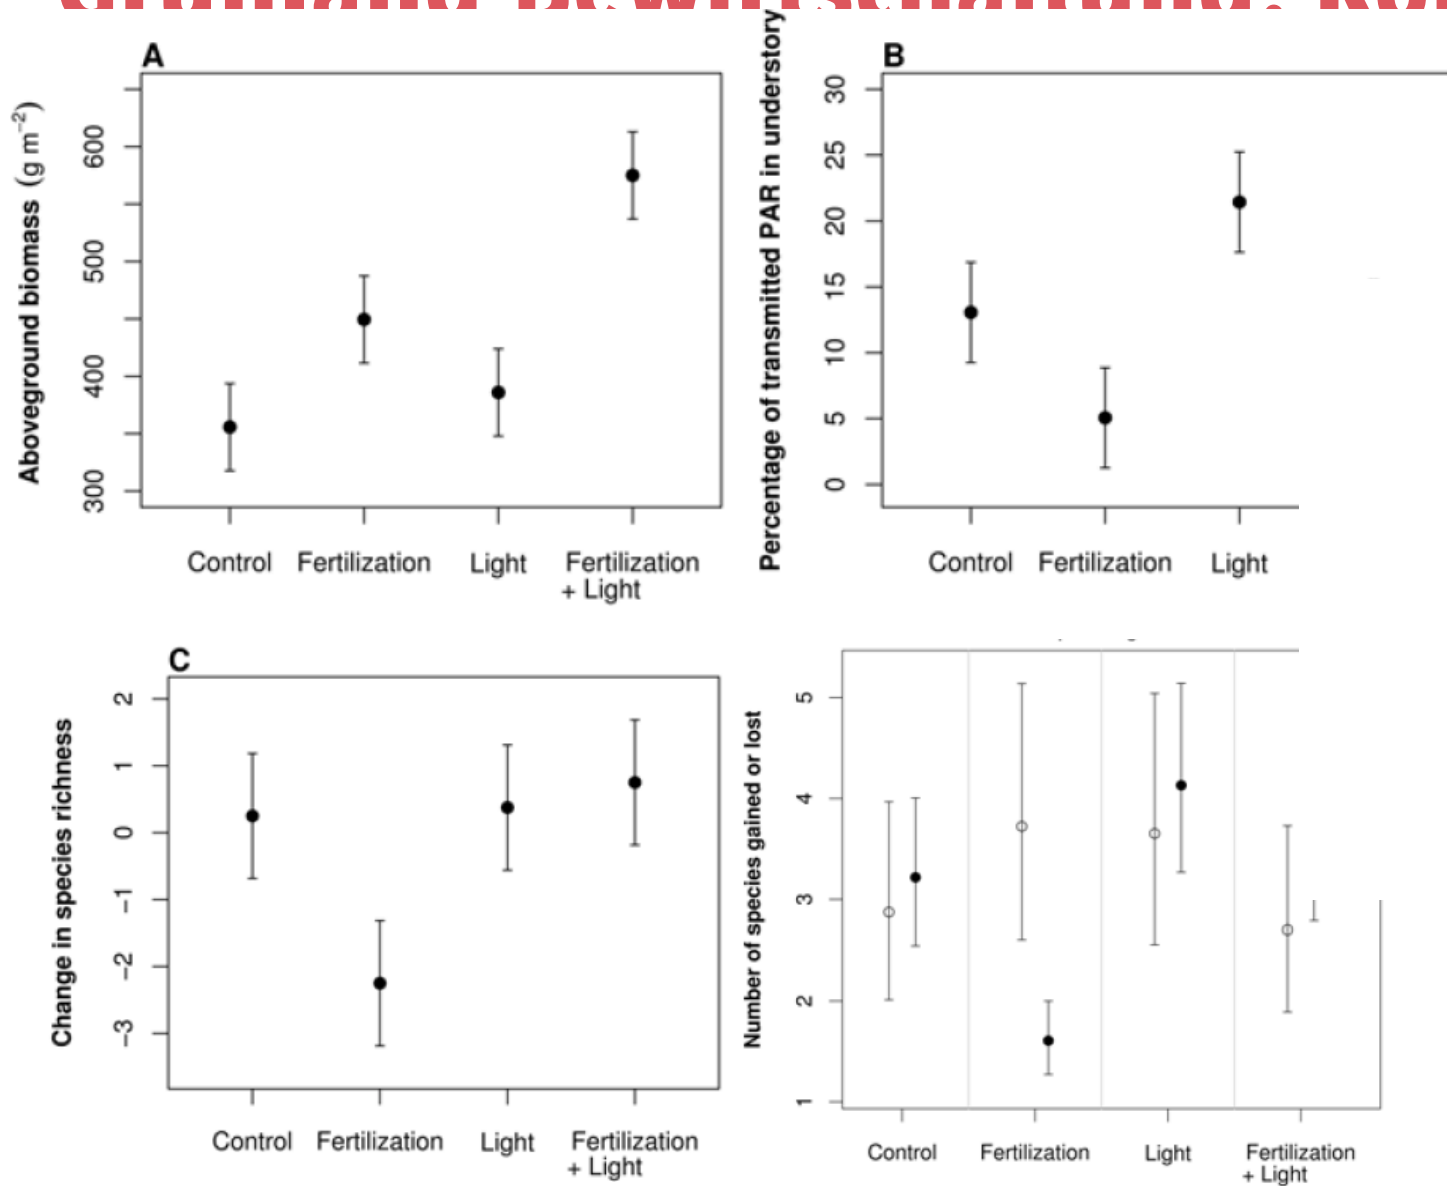 A
Aboveground biomass (g m⁻²)
600
500
400
300
Control Fertilization Light Fertilization
+ Light
B
Percentage of transmitted PAR in understory
30
25
20
15
10
5
0
Control Fertilization Light
C
Change in species richness
2
1
0
−1
−2
−3
Control Fertilization Light Fertilization
+ Light
Number of species gained or lost
5
4
3
2
1
Control Fertilization Light Fertilization
+ Light